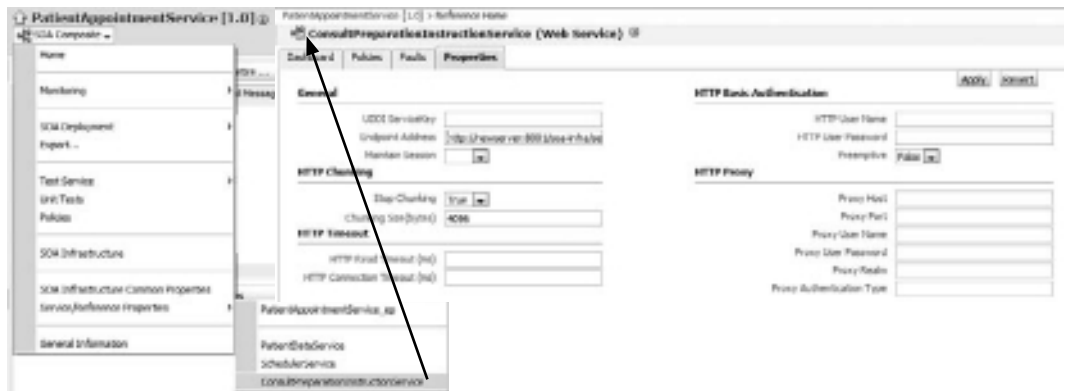 PatientAppointmentService [1.0]
SOA Composite
Home
Monitoring
SOA Deployment
Export...
Test Service
Unit Tests
Policies
SOA Infrastructure
SOA Infrastructure Common Properties
Service/Reference Properties
General Information
PatientAppointmentService_ep
PatientDataService
SchedulerService
ConsultPreparationInstructionService
PatientAppointmentService [1.0] > Reference Home
ConsultPreparationInstructionService (Web Service)
Dashboard Policies Faults Properties
Apply Revert
General
UDDI ServiceKey
Endpoint Address
Maintain Session
HTTP Chunking
Stop Chunking True
Chunking Size(bytes) 4096
HTTP Timeout
HTTP Read Timeout (ms)
HTTP Connection Timeout (ms)
HTTP Basic Authentication
HTTP User Name
HTTP User Password
Preemptive False
HTTP Proxy
Proxy Host
Proxy Port
Proxy User Name
Proxy User Password
Proxy Realm
Proxy Authentication Type